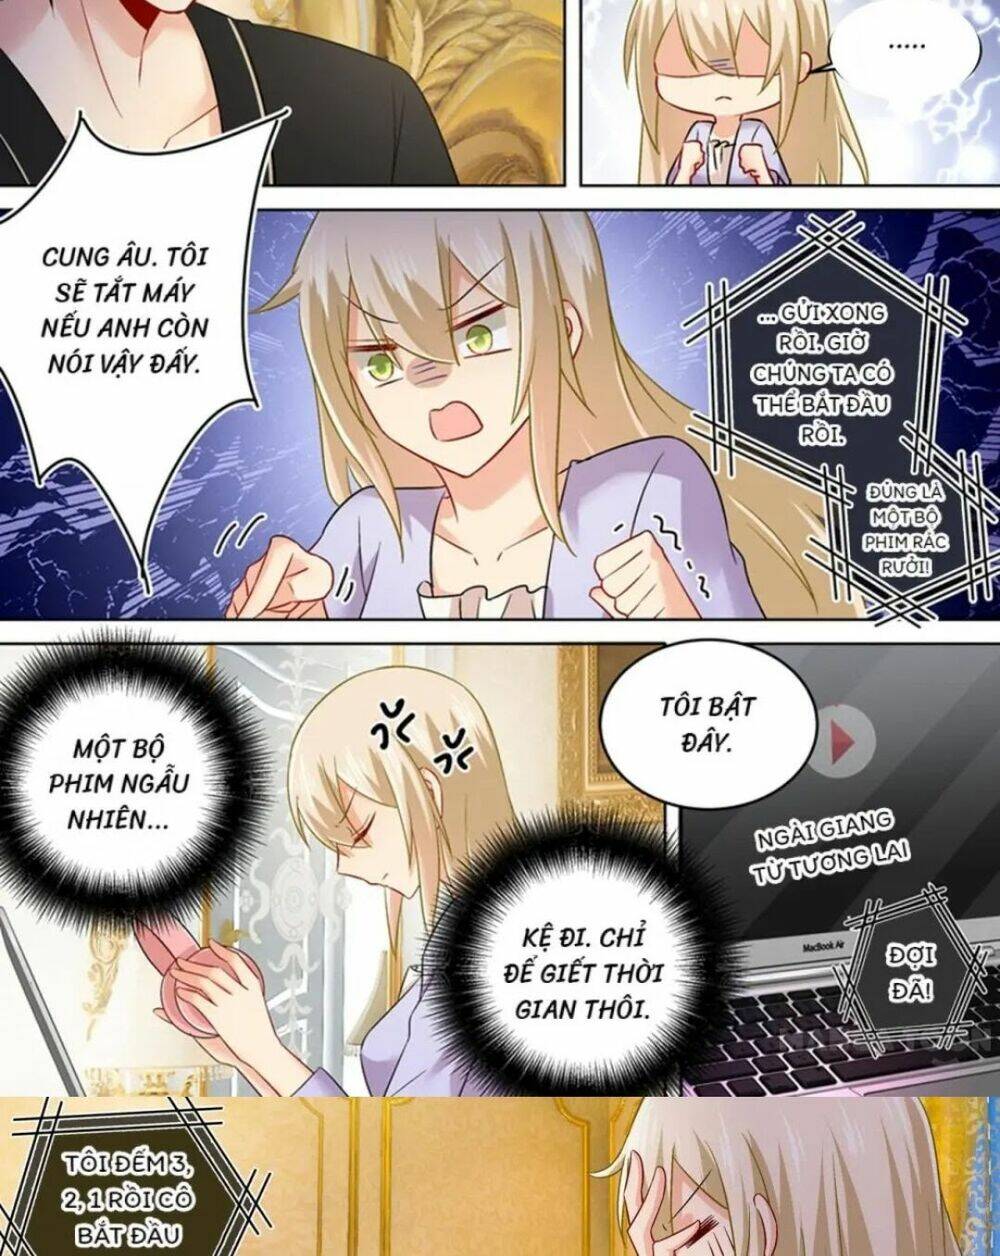 .....
CUNG ÂU. TÔI
SẼ TẮT MÁY
NẾU ANH CÒN
NÓI VẬY ĐẤY.
... GỬI XONG
RỒI. GIỜ
CHÚNG TA CÓ
THỂ BẮT ĐẦU
RỒI.
ĐÚNG LÀ
MỘT BỘ
PHIM RÁC
RƯỞI!
MỘT BỘ
PHIM NGẪU
NHIÊN...
TÔI BẬT
ĐÂY.
NGÀI GIANG
TỪ TƯƠNG LAI
KỆ ĐI. CHỈ
ĐỂ GIẾT THỜI
GIAN THÔI.
MacBook Air
ĐỢI
ĐÃ!
TÔI ĐẾM 3,
2, 1 RỒI CÔ
BẮT ĐẦU